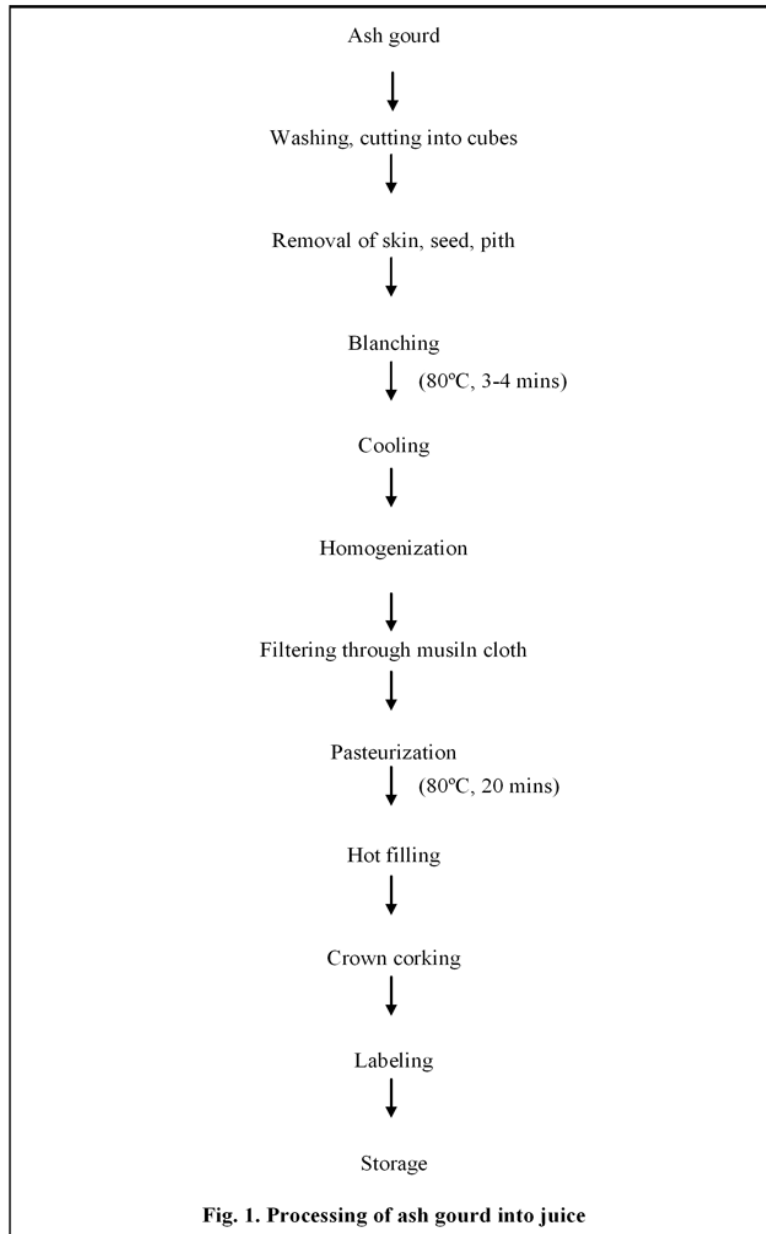 Ash gourd
Washing, cutting into cubes
Removal of skin, seed, pith
Blanching
(80ºC, 3-4 mins)
Cooling
Homogenization
Filtering through musiln cloth
Pasteurization
(80ºC, 20 mins)
Hot filling
Crown corking
Labeling
Storage
Fig. 1. Processing of ash gourd into juice